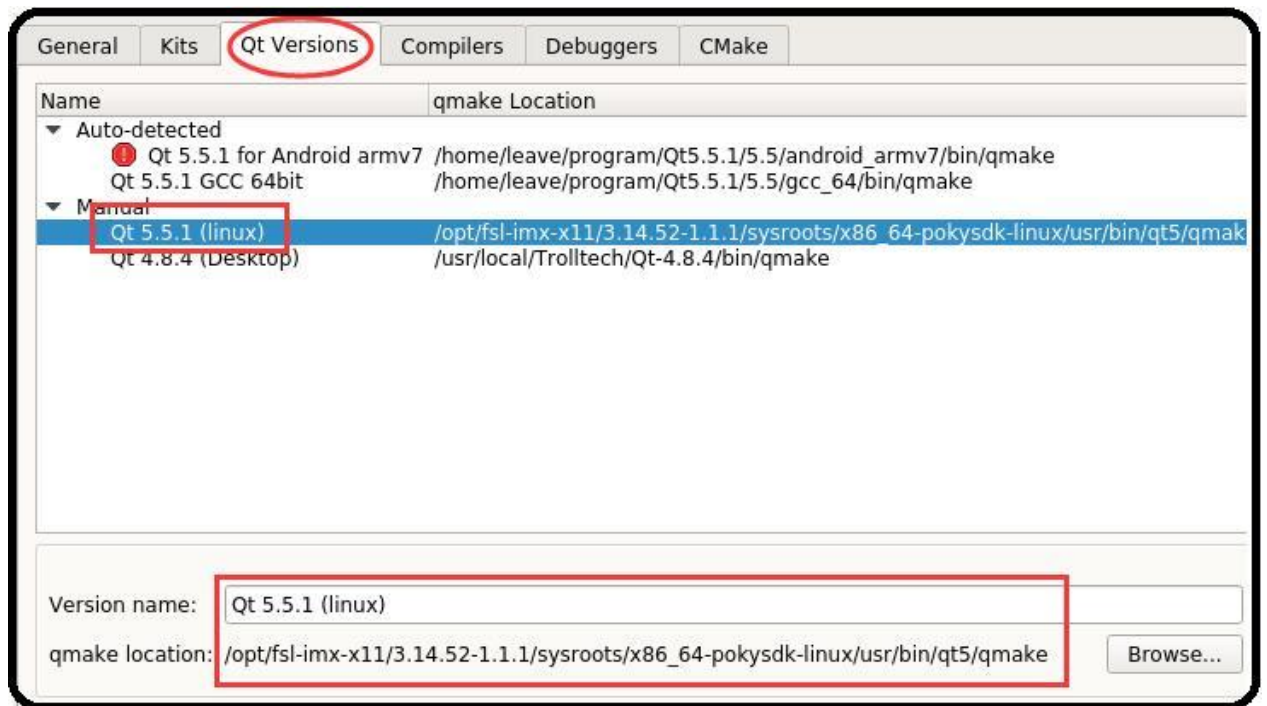 General Kits Qt Versions Compilers Debuggers CMake
Name qmake Location
Auto-detected
Qt 5.5.1 for Android armv7 /home/leave/program/Qt5.5.1/5.5/android_armv7/bin/qmake
Qt 5.5.1 GCC 64bit /home/leave/program/Qt5.5.1/5.5/gcc_64/bin/qmake
Manual
Qt 5.5.1 (linux) /opt/fsl-imx-x11/3.14.52-1.1.1/sysroots/x86_64-pokysdk-linux/usr/bin/qt5/qmak
Qt 4.8.4 (Desktop) /usr/local/Trolltech/Qt-4.8.4/bin/qmake
Version name: Qt 5.5.1 (linux)
qmake location: /opt/fsl-imx-x11/3.14.52-1.1.1/sysroots/x86_64-pokysdk-linux/usr/bin/qt5/qmake Browse...